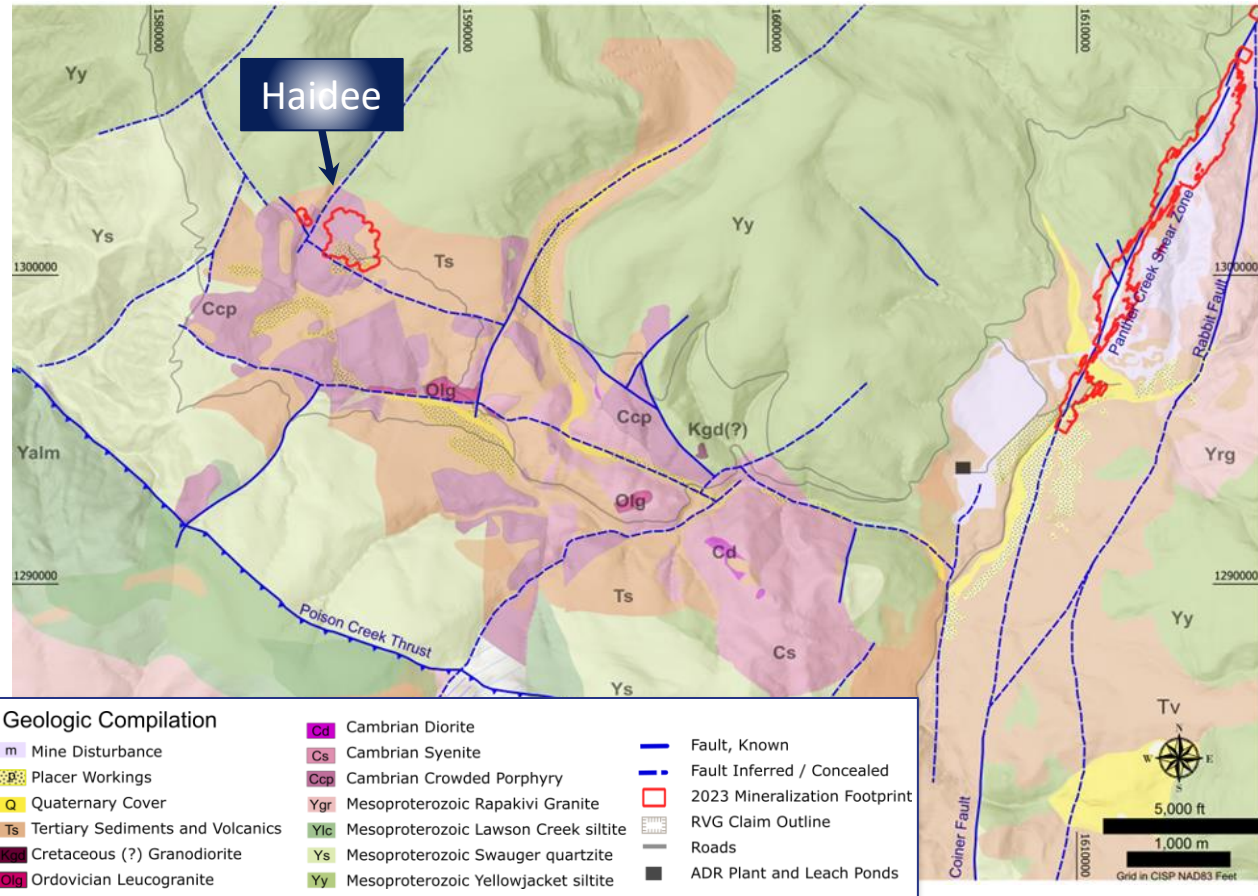 1580000
1590000
1600000
1610000
Yy
Haidee
Ys
Yy
Ts
1300000
1300000
Ccp
Panther Creek Shear Zone
Rabbit Fault
Olg
Ccp
Kgd(?)
Yalm
Yrg
Olg
Cd
1290000
1290000
Ts
Yy
Poison Creek Thrust
Cs
Ys
Tv
Coiner Fault
1610000
N
W E
S
5,000 ft
1,000 m
Grid in CISP NAD83 Feet
Geologic Compilation
m Mine Disturbance
p Placer Workings
Q Quaternary Cover
Ts Tertiary Sediments and Volcanics
Kgd Cretaceous (?) Granodiorite
Olg Ordovician Leucogranite
Cd Cambrian Diorite
Cs Cambrian Syenite
Ccp Cambrian Crowded Porphyry
Ygr Mesoproterozoic Rapakivi Granite
Ylc Mesoproterozoic Lawson Creek siltite
Ys Mesoproterozoic Swauger quartzite
Yy Mesoproterozoic Yellowjacket siltite
Fault, Known
Fault Inferred / Concealed
2023 Mineralization Footprint
RVG Claim Outline
Roads
ADR Plant and Leach Ponds